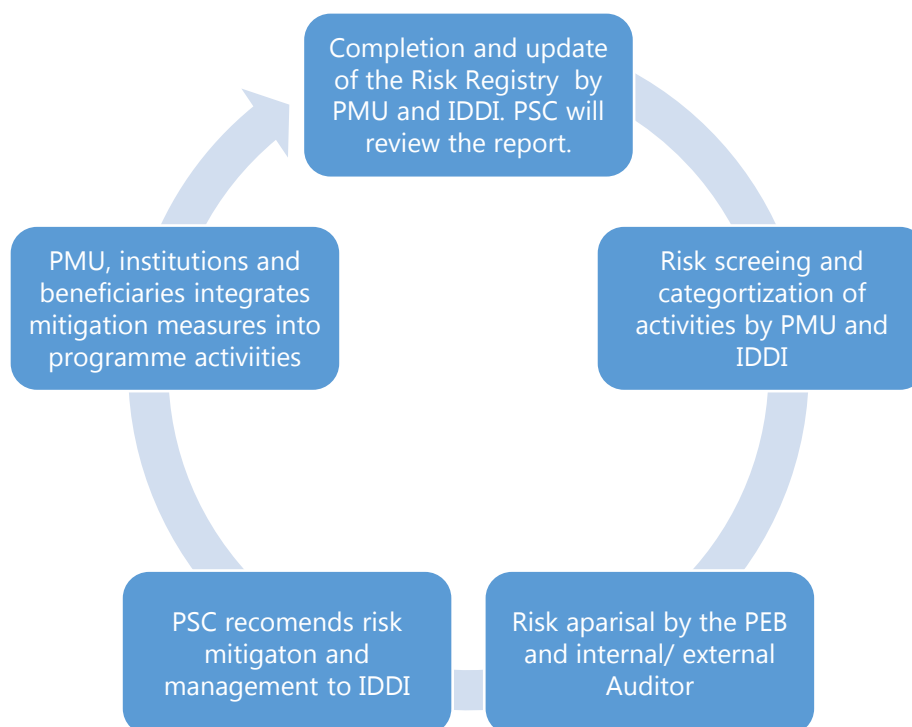 Completion and update
of the Risk Registry by
PMU and IDDI. PSC will
review the report.
Risk screeing and
categortization of
activities by PMU and
IDDI
Risk aparisal by the PEB
and internal/ external
Auditor
PSC recomends risk
mitigaton and
management to IDDI
PMU, institutions and
beneficiaries integrates
mitigation measures into
programme activiities